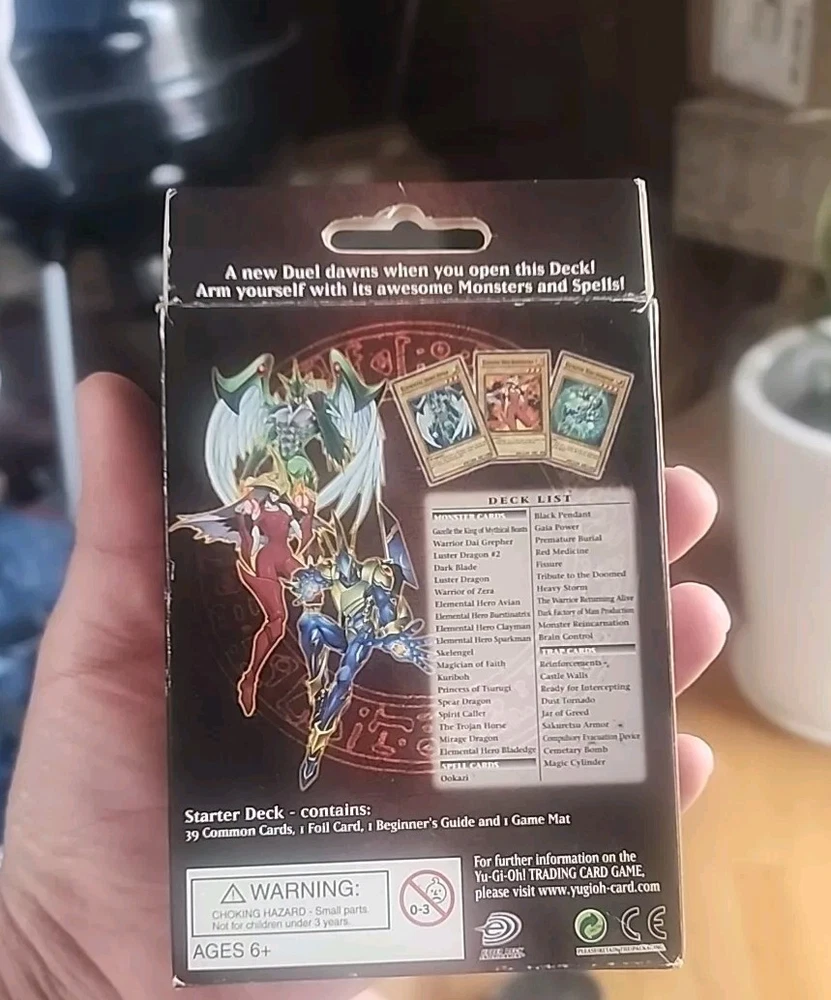 A new Duel dawns when you open this Deck!
Arm yourself with its awesome Monsters and Spells!
DECK LIST
MONSTER CARDS
Gazelle the King of Mythical Beasts
Warrior Dai Grepher
Luster Dragon #2
Dark Blade
Luster Dragon
Warrior of Zera
Elemental Hero Avian
Elemental Hero Burstinatrix
Elemental Hero Clayman
Elemental Hero Sparkman
Skelengel
Magician of Faith
Kuriboh
Princess of Tsurugi
Spear Dragon
Spirit Caller
The Trojan Horse
Mirage Dragon
Elemental Hero Bladedge
SPELL CARDS
Ookazi
Black Pendant
Gaia Power
Premature Burial
Red Medicine
Fissure
Tribute to the Doomed
Heavy Storm
The Warrior Returning Alive
Dark Factory of Mass Production
Monster Reincarnation
Brain Control
TRAP CARDS
Reinforcements
Castle Walls
Ready for Intercepting
Dust Tornado
Jar of Greed
Sakuretsu Armor
Compulsory Evacuation Device
Cemetary Bomb
Magic Cylinder
Starter Deck - contains:
39 Common Cards, 1 Foil Card, 1 Beginner's Guide and 1 Game Mat
WARNING:
CHOKING HAZARD - Small parts.
Not for children under 3 years.
0-3
AGES 6+
For further information on the
Yu-Gi-Oh! TRADING CARD GAME,
please visit www.yugioh-card.com
CE